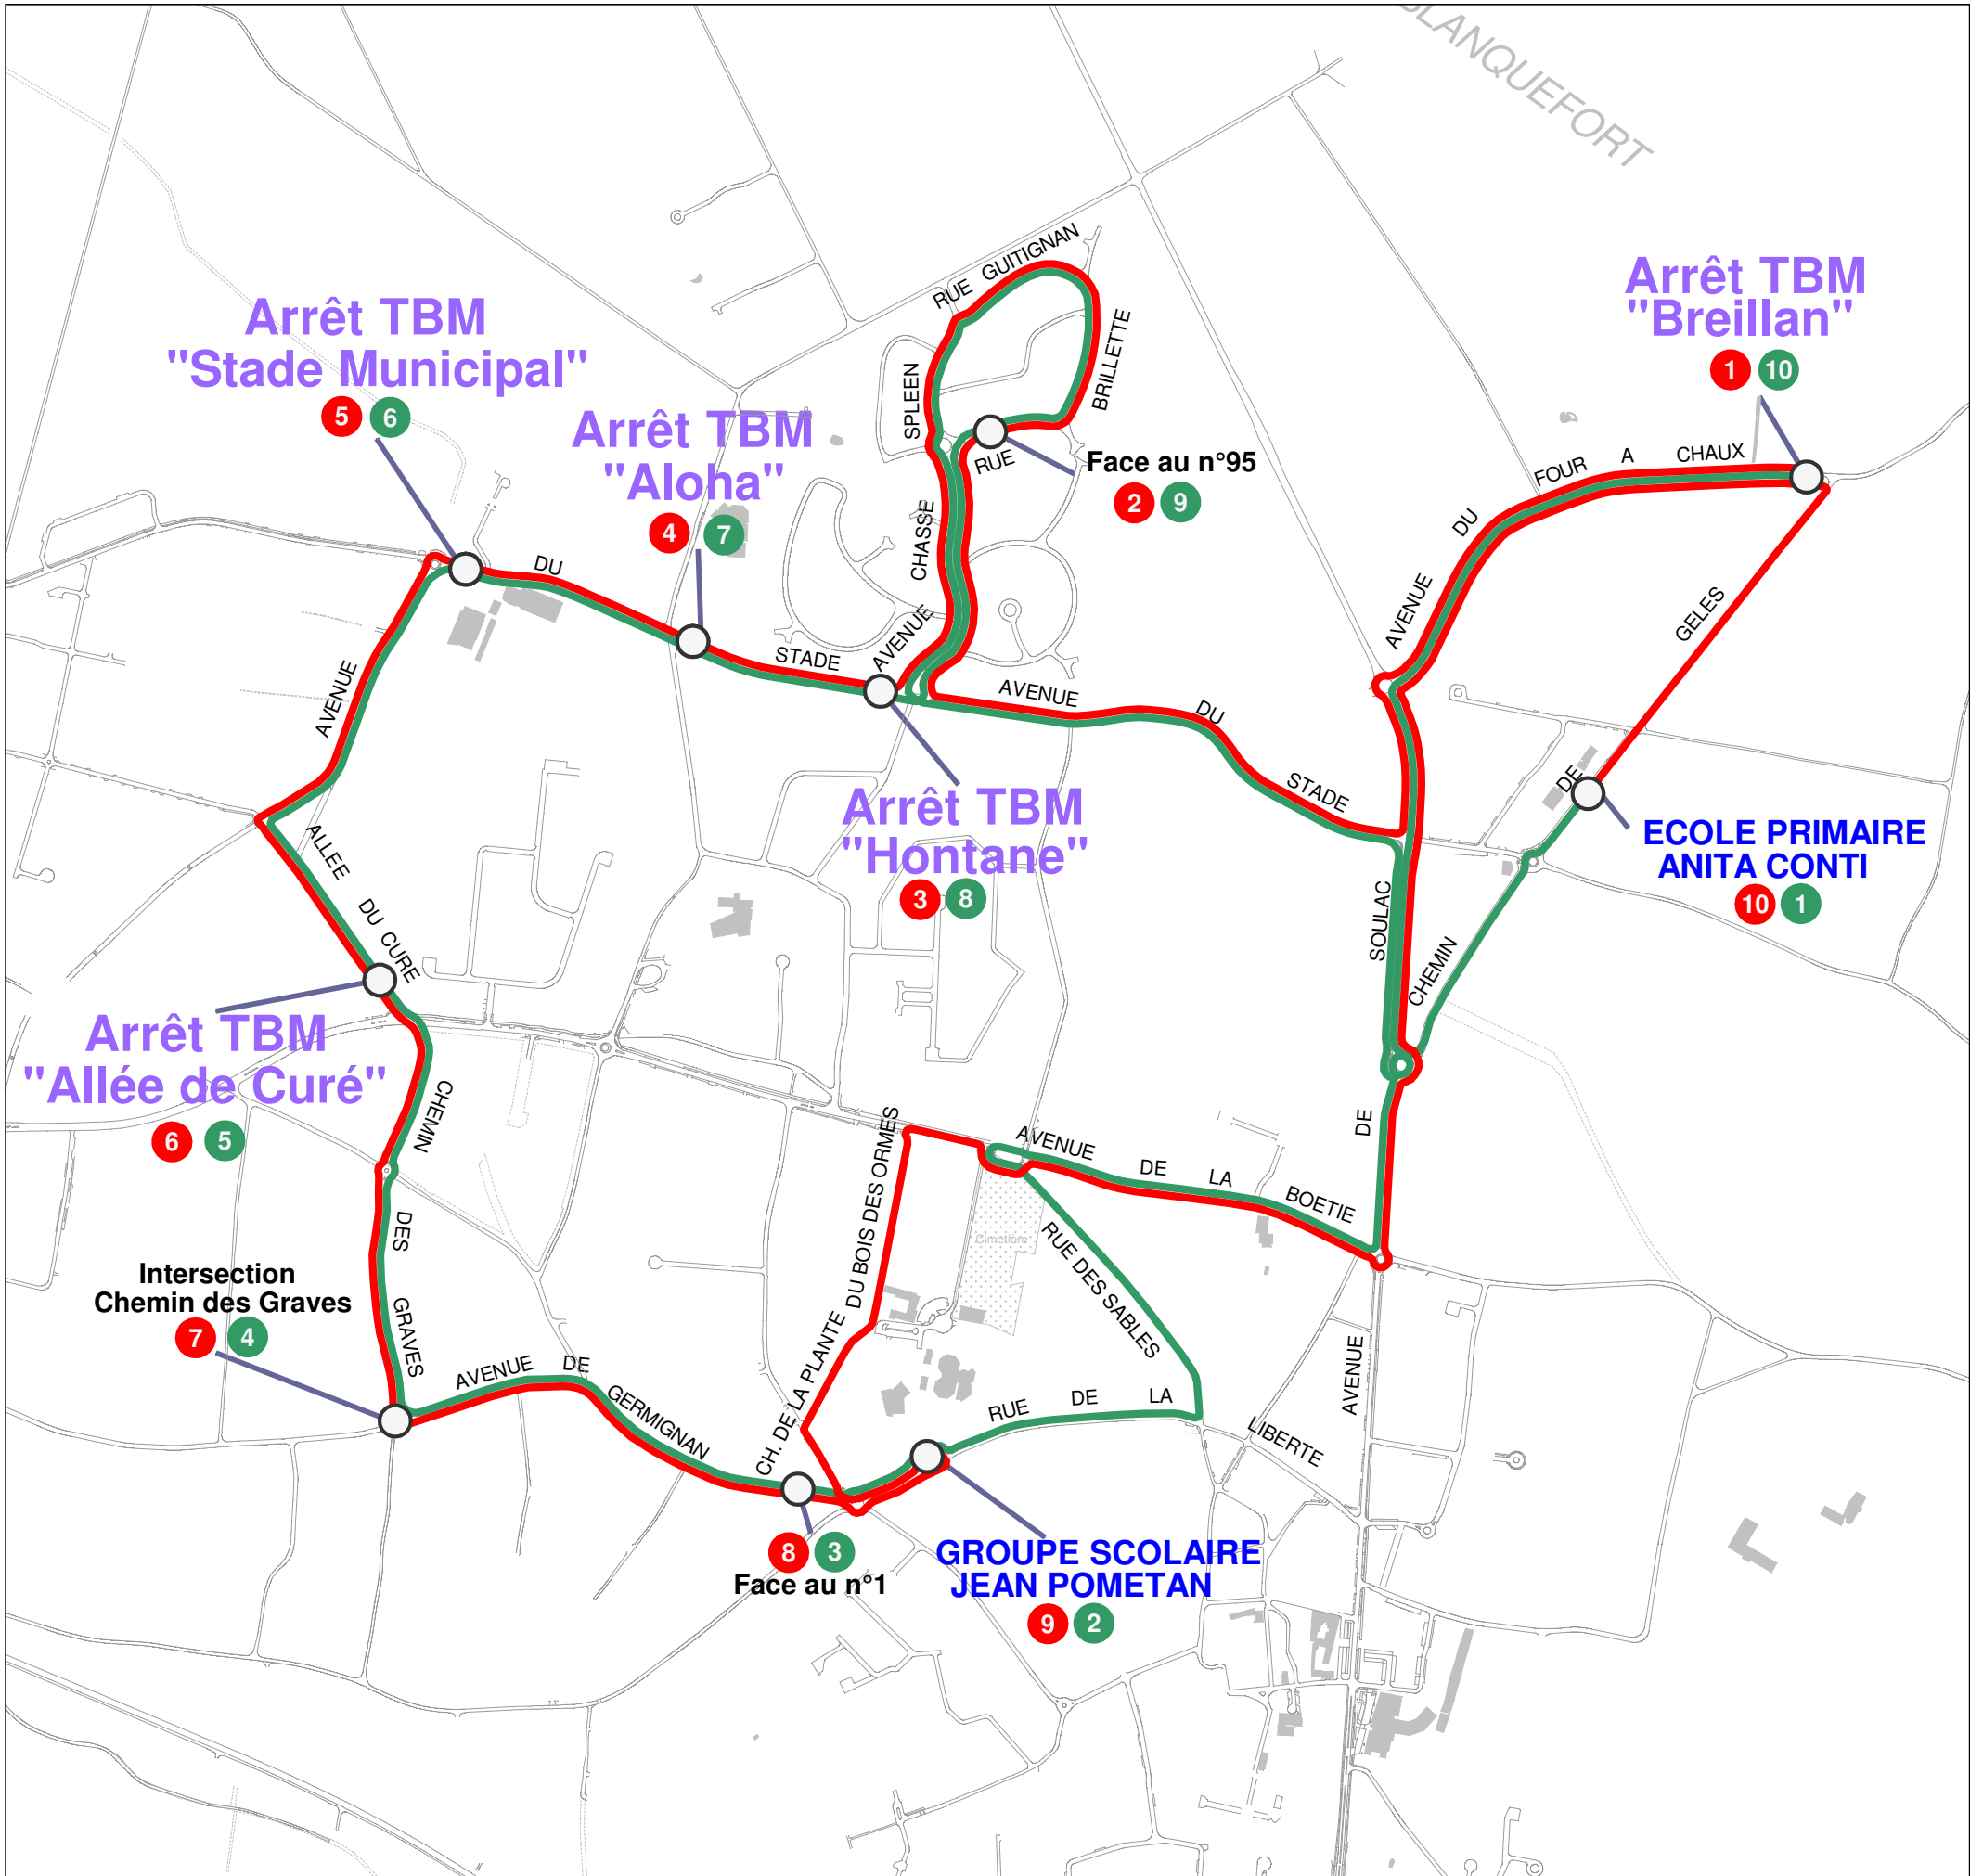 BLANQUEFORT
RUE GUITIGNAN
Arrêt TBM
"Breillan"
1 10
Arrêt TBM
"Stade Municipal"
5 6
SPLEEN
BRILLETTE
RUE
Arrêt TBM
"Aloha"
4 7
Face au n°95
2 9
AVENUE DU FOUR A CHAUX
CHASSE
AVENUE
DU
STADE
AVENUE
AVENUE
DU
STADE
GELES
DE
CHEMIN
Arrêt TBM
"Hontane"
3 8
ECOLE PRIMAIRE
ANITA CONTI
10 1
ALLEE
DU CURE
SOULAC
DE
AVENUE
Arrêt TBM
"Allée de Curé"
6 5
CHEMIN
DES
GRAVES
AVENUE DE LA BOETIE
CH. DE LA PLANTE DU BOIS DES ORMES
Cimetière
RUE DES SABLES
Intersection
Chemin des Graves
7 4
AVENUE DE
GERMIGNAN
RUE DE LA
LIBERTE
8 3
Face au n°1
GROUPE SCOLAIRE
JEAN POMETAN
9 2